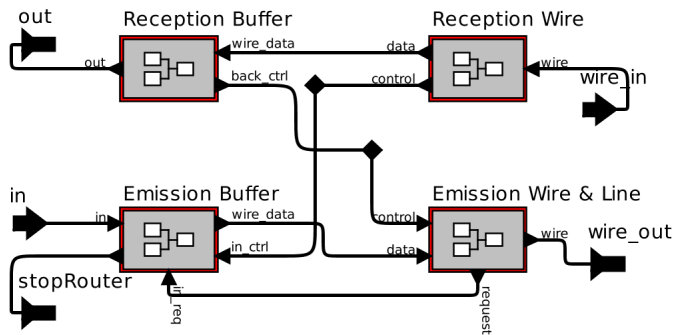 out
Reception Buffer
Reception Wire
wire_data
data
out
wire
back_ctrl
control
wire_in
in
Emission Buffer
Emission Wire & Line
in
wire_data
control
wire
wire_out
in_ctrl
data
stopRouter
in_req
request